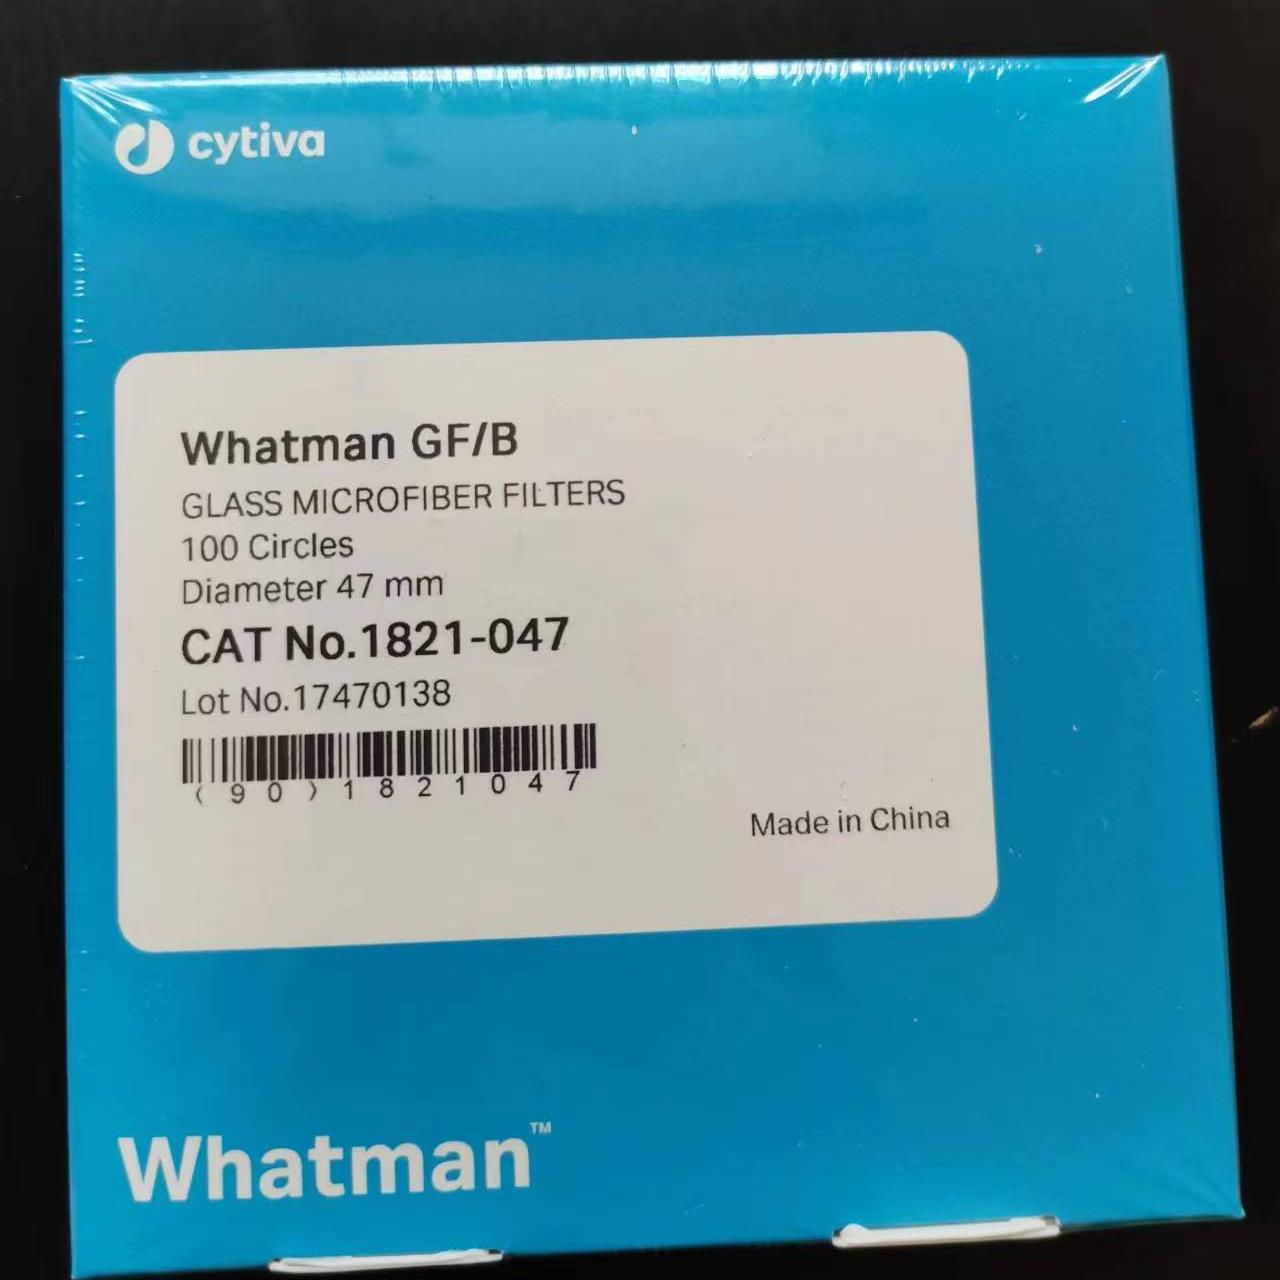 cytiva
Whatman GF/B
GLASS MICROFIBER FILTERS
100 Circles
Diameter 47 mm
CAT No.1821-047
Lot No.17470138
(90)1821047
Made in China
Whatman™